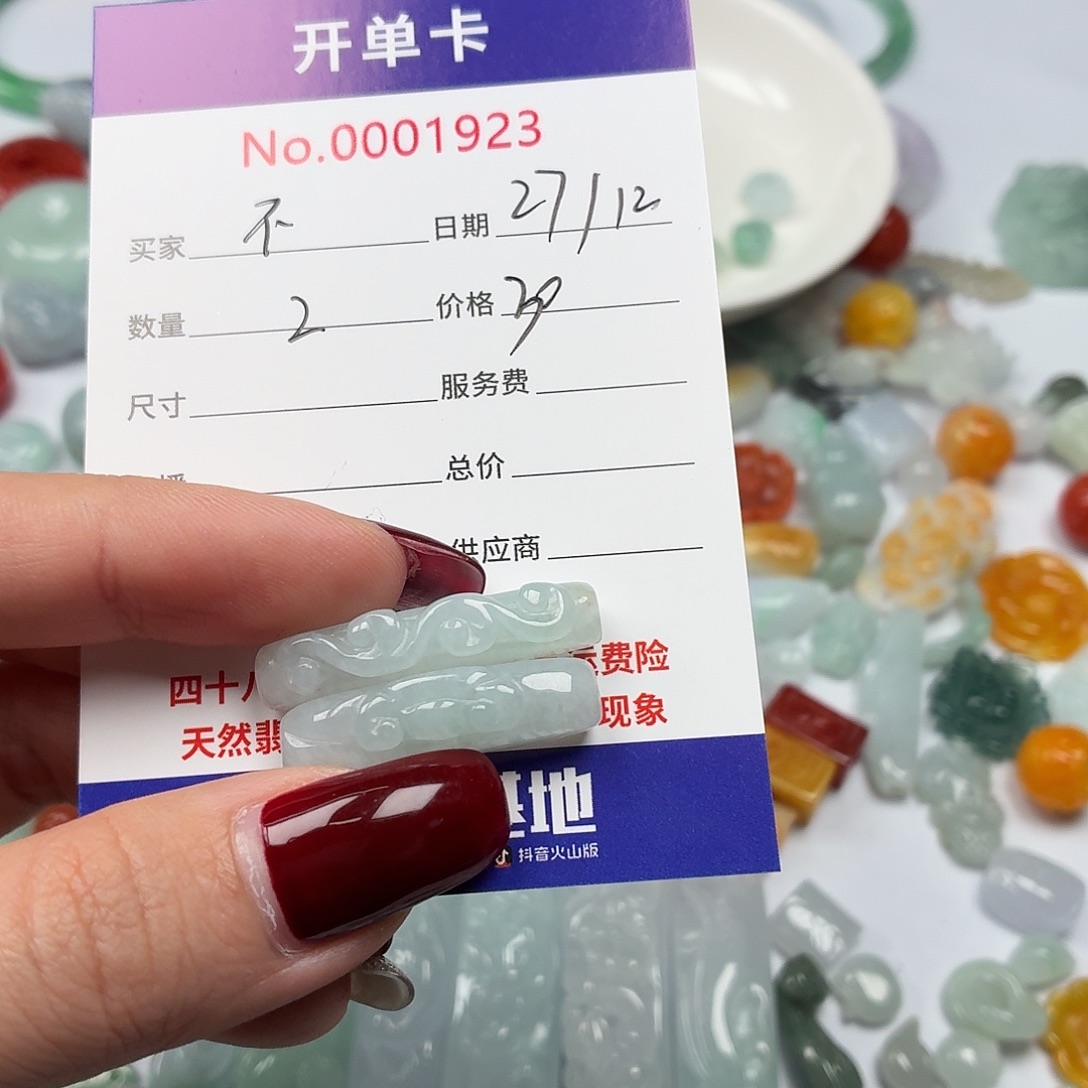 开单卡
No.0001923
买家 不 日期 27/12
数量 2 价格
尺寸 服务费
总价
供应商
四十八 运费险
天然翡 现象
基地
抖音火山版